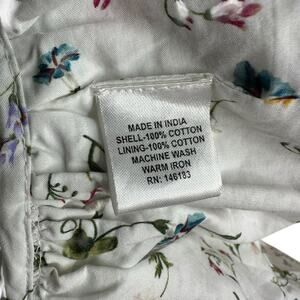 MADE IN INDIA
SHELL-100% COTTON
LINING-100% COTTON
MACHINE WASH
WARM IRON
RN: 146183